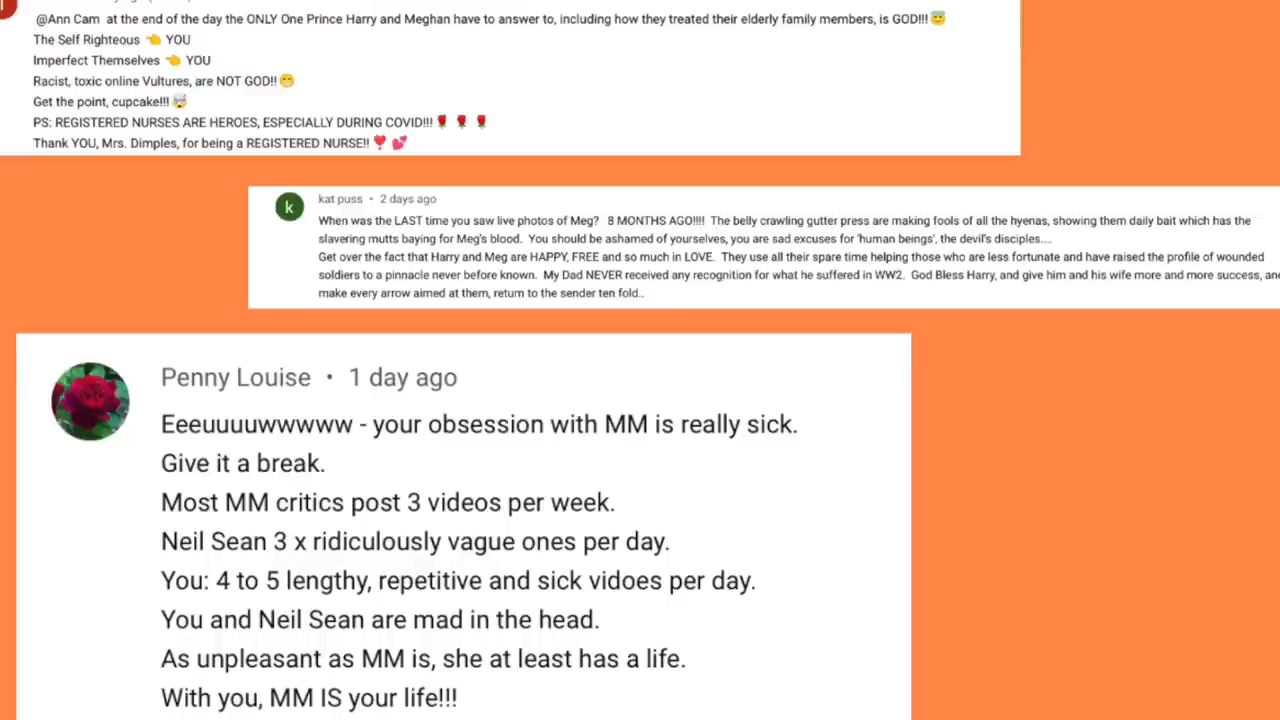 @Ann Cam at the end of the day the ONLY One Prince Harry and Meghan have to answer to, including how they treated their elderly family members, is GOD!!! 😇
The Self Righteous 👈 YOU
Imperfect Themselves 👈 YOU
Racist, toxic online Vultures, are NOT GOD!! 😁
Get the point, cupcake!!! 🤯
PS: REGISTERED NURSES ARE HEROES, ESPECIALLY DURING COVID!!! 🌹 🌹 🌹
Thank YOU, Mrs. Dimples, for being a REGISTERED NURSE!! ❣️ 💕
k
kat puss • 2 days ago
When was the LAST time you saw live photos of Meg? 8 MONTHS AGO!!!! The belly crawling gutter press are making fools of all the hyenas, showing them daily bait which has the
slavering mutts baying for Meg's blood. You should be ashamed of yourselves, you are sad excuses for 'human beings', the devil's disciples....
Get over the fact that Harry and Meg are HAPPY, FREE and so much in LOVE. They use all their spare time helping those who are less fortunate and have raised the profile of wounded
soldiers to a pinnacle never before known. My Dad NEVER received any recognition for what he suffered in WW2. God Bless Harry, and give him and his wife more and more success, and
make every arrow aimed at them, return to the sender ten fold..
Penny Louise • 1 day ago
Eeeuuuuwwwww - your obsession with MM is really sick.
Give it a break.
Most MM critics post 3 videos per week.
Neil Sean 3 x ridiculously vague ones per day.
You: 4 to 5 lengthy, repetitive and sick vidoes per day.
You and Neil Sean are mad in the head.
As unpleasant as MM is, she at least has a life.
With you, MM IS your life!!!